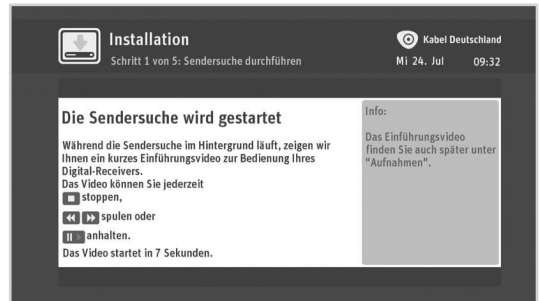 Installation
Kabel Deutschland
Schritt 1 von 5: Sendersuche durchführen
Mi 24. Jul 09:32
Die Sendersuche wird gestartet
Während die Sendersuche im Hintergrund läuft, zeigen wir
Ihnen ein kurzes Einführungsvideo zur Bedienung Ihres
Digital-Receivers.
Das Video können Sie jederzeit
stoppen,
spulen oder
anhalten.
Das Video startet in 7 Sekunden.
Info:
Das Einführungsvideo
finden Sie auch später unter
"Aufnahmen".